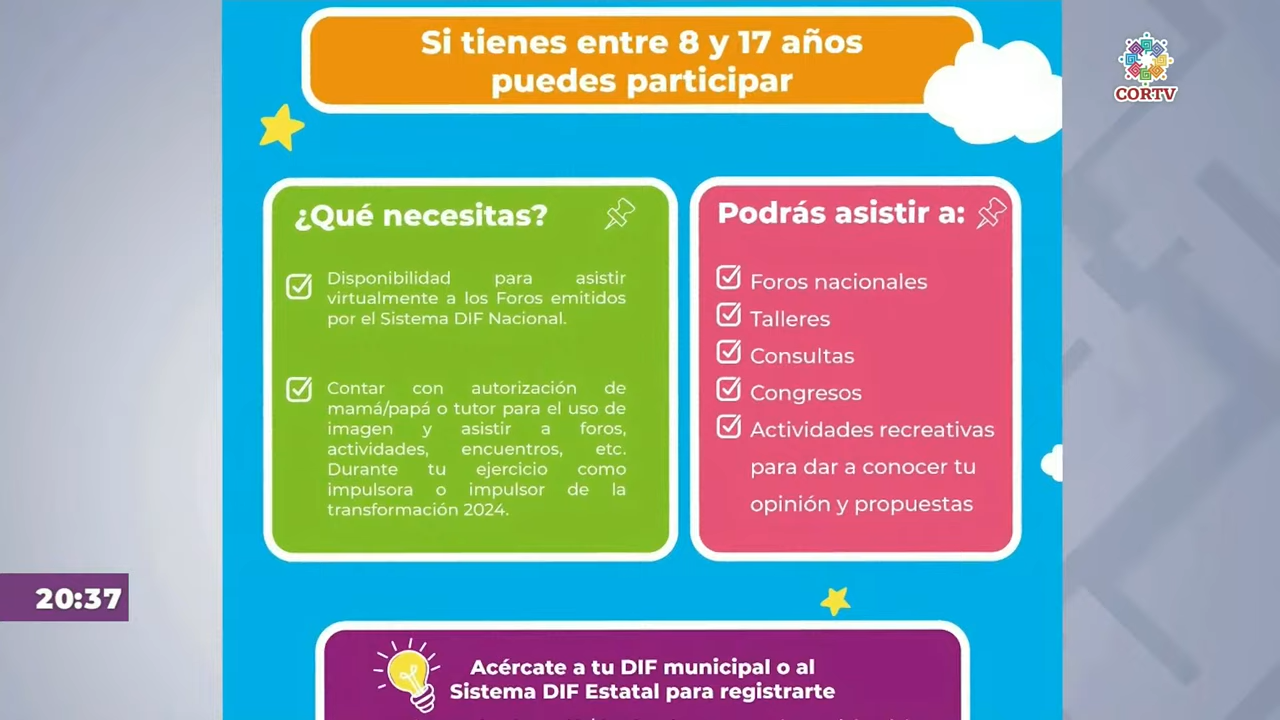 Si tienes entre 8 y 17 años
puedes participar
CORTV
¿Qué necesitas?
Disponibilidad para asistir
virtualmente a los Foros emitidos
por el Sistema DIF Nacional.
Contar con autorización de
mamá/papá o tutor para el uso de
imagen y asistir a foros,
actividades, encuentros, etc.
Durante tu ejercicio como
impulsora o impulsor de la
transformación 2024.
Podrás asistir a:
Foros nacionales
Talleres
Consultas
Congresos
Actividades recreativas
para dar a conocer tu
opinión y propuestas
20:37
Acércate a tu DIF municipal o al
Sistema DIF Estatal para registrarte